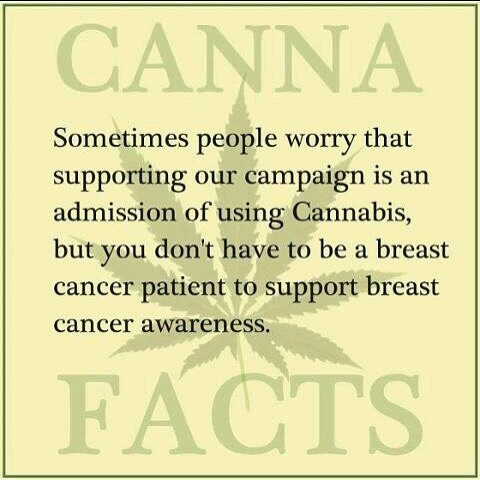 CANNA
Sometimes people worry that
supporting our campaign is an
admission of using Cannabis,
but you don't have to be a breast
cancer patient to support breast
cancer awareness.
FACTS